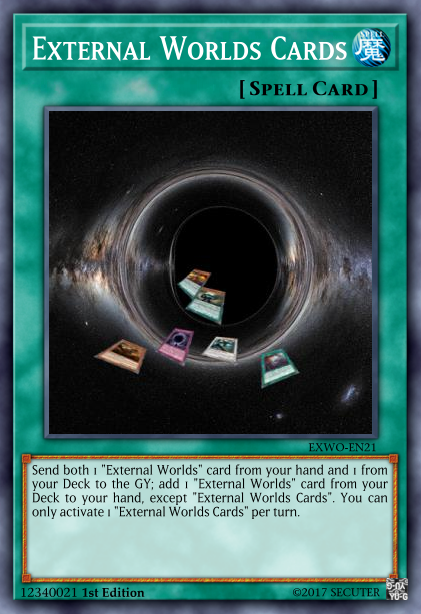 External Worlds Cards 魔
[Spell Card]
EXWO-EN21
Send both 1 "External Worlds" card from your hand and 1 from
your Deck to the GY; add 1 "External Worlds" card from your
Deck to your hand, except "External Worlds Cards". You can
only activate 1 "External Worlds Cards" per turn.
12340021 1st Edition
©2017 SECUTER